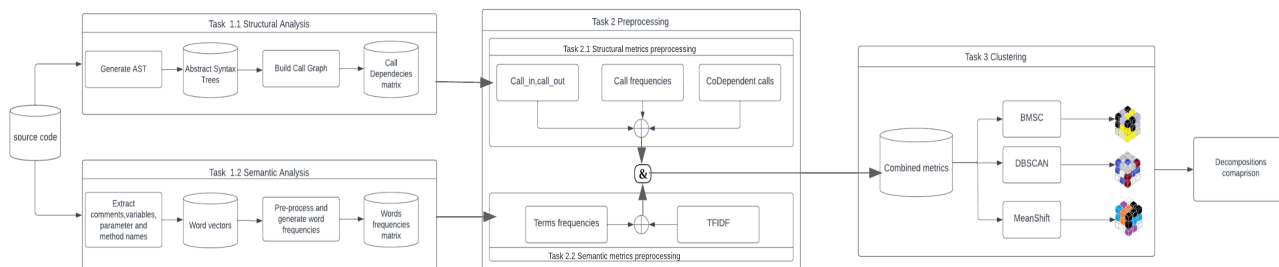 Task 1.1 Structural Analysis
Generate AST
Abstract Syntax
Trees
Build Call Graph
Call
Dependecies
matrix
source code
Task 1.2 Semantic Analysis
Extract
comments,variables,
parameter and
method names
Word vectors
Pre-process and
generate word
frequencies
Words
frequencies
matrix
Task 2 Preprocessing
Task 2.1 Structural metrics preprocessing
Call_in,call_out
Call frequencies
CoDependent calls
&
Terms frequencies
TFIDF
Task 2.2 Semantic metrics preprocessing
Task 3 Clustering
Combined metrics
BMSC
DBSCAN
MeanShift
Decompositions
comaprison